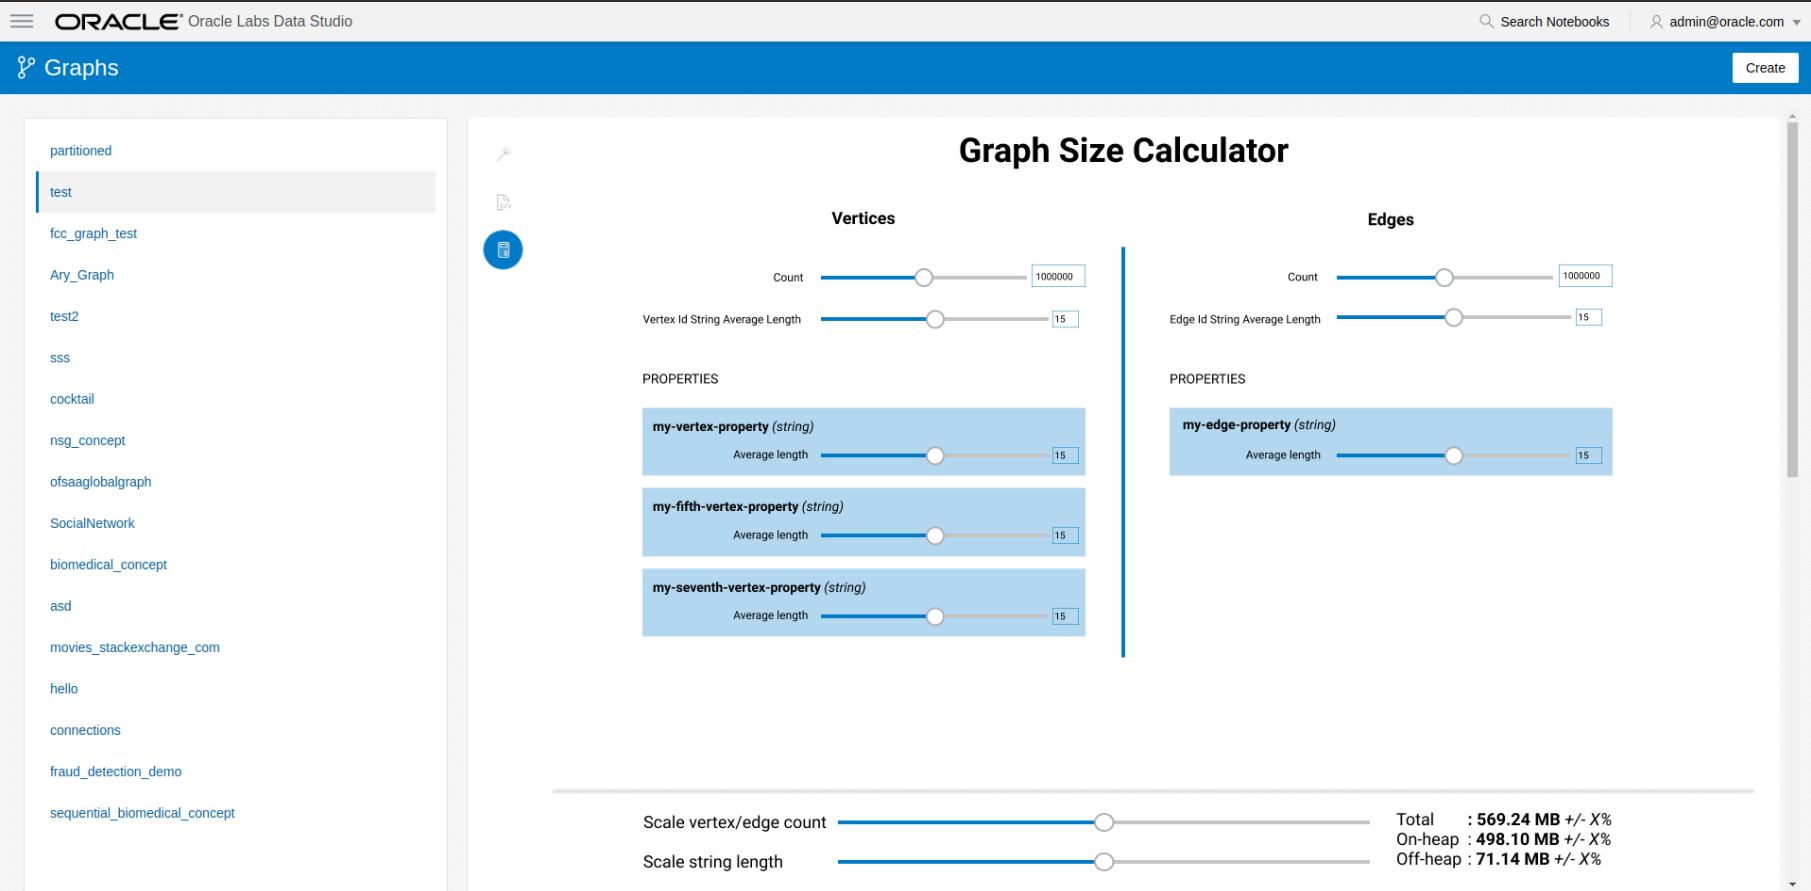 ORACLE® Oracle Labs Data Studio
Search Notebooks
admin@oracle.com
Graphs
Create
partitioned
test
fcc_graph_test
Ary_Graph
test2
sss
cocktail
nsg_concept
ofsaaglobalgraph
SocialNetwork
biomedical_concept
asd
movies_stackexchange_com
hello
connections
fraud_detection_demo
sequential_biomedical_concept
Graph Size Calculator
Vertices
Count 1000000
Vertex Id String Average Length 15
PROPERTIES
my-vertex-property (string)
Average length 15
my-fifth-vertex-property (string)
Average length 15
my-seventh-vertex-property (string)
Average length 15
Edges
Count 1000000
Edge Id String Average Length 15
PROPERTIES
my-edge-property (string)
Average length 15
Scale vertex/edge count
Scale string length
Total : 569.24 MB +/- X%
On-heap : 498.10 MB +/- X%
Off-heap : 71.14 MB +/- X%